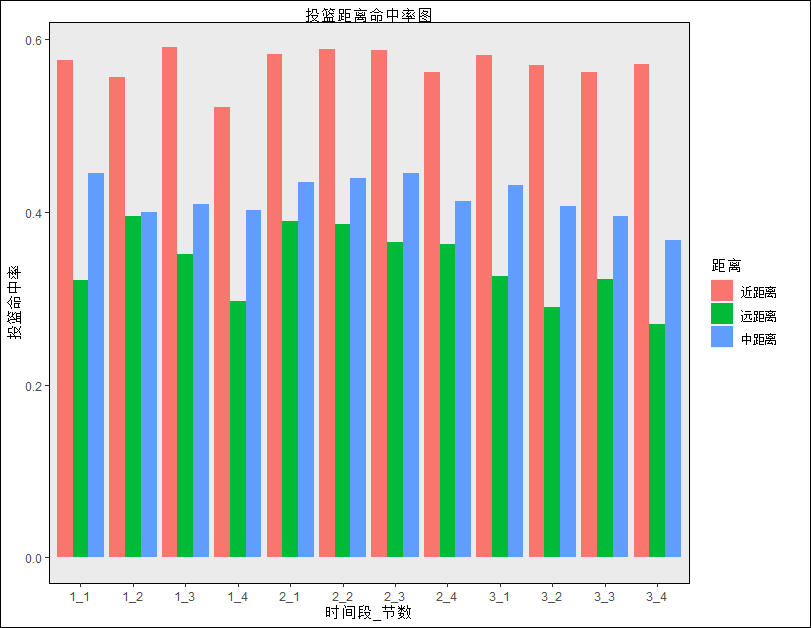 投篮距离命中率图
投篮命中率
0.6
0.4
0.2
0.0
1_1 1_2 1_3 1_4 2_1 2_2 2_3 2_4 3_1 3_2 3_3 3_4
时间段_节数
距离
近距离
远距离
中距离